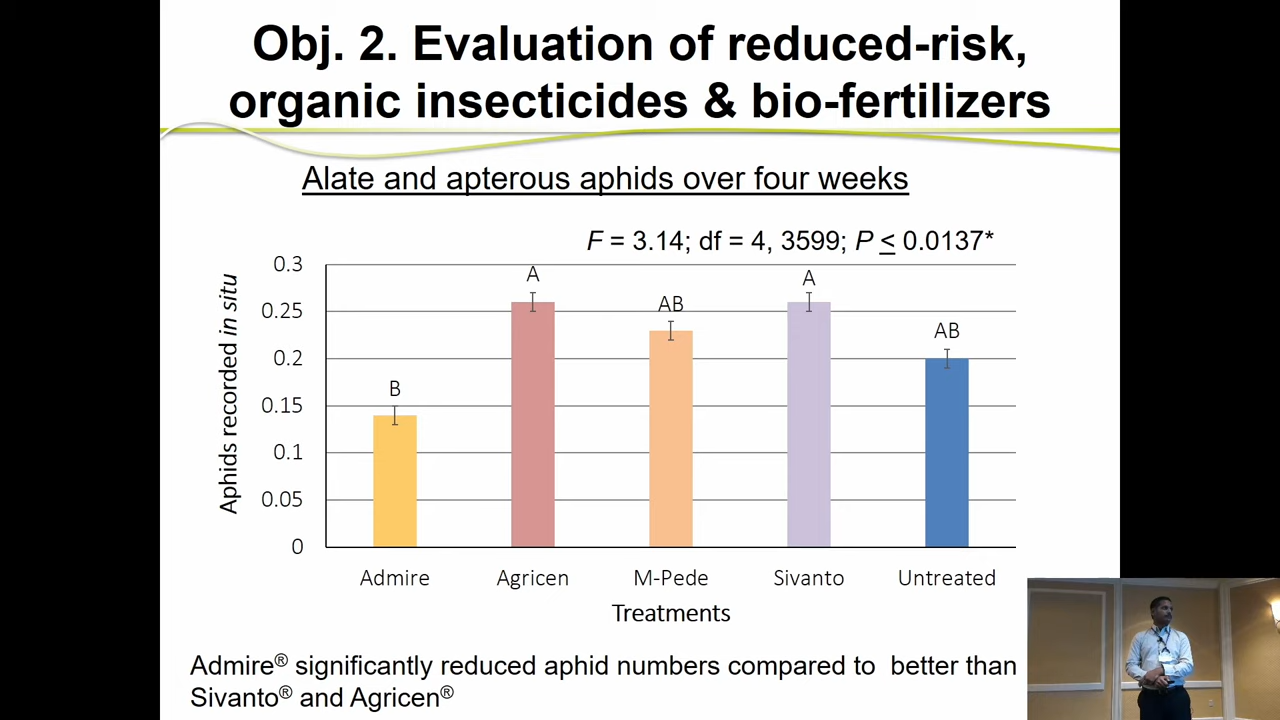 Obj. 2. Evaluation of reduced-risk,
organic insecticides & bio-fertilizers
Alate and apterous aphids over four weeks
F = 3.14; df = 4, 3599; P ≤ 0.0137*
Aphids recorded in situ
0.3
0.25
0.2
0.15
0.1
0.05
0
B
A
AB
A
AB
Admire
Agricen
M-Pede
Sivanto
Untreated
Treatments
Admire® significantly reduced aphid numbers compared to better than
Sivanto® and Agricen®